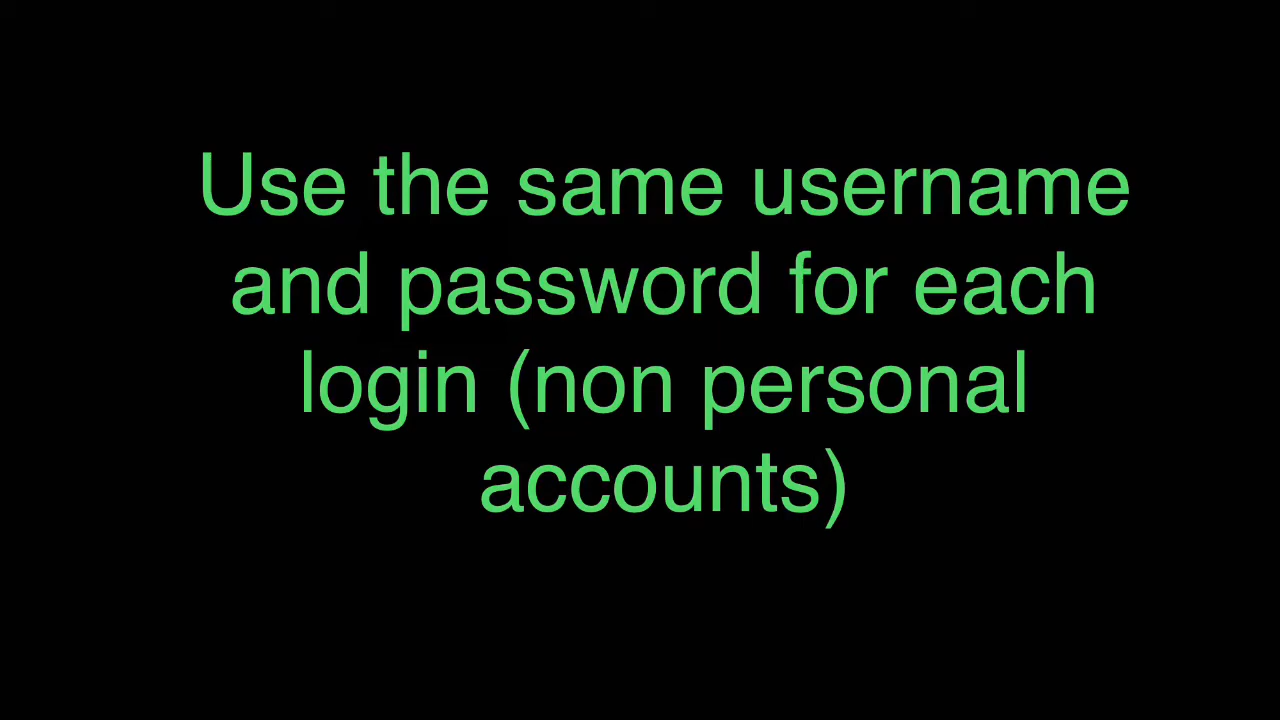 Use the same username
and password for each
login (non personal
accounts)